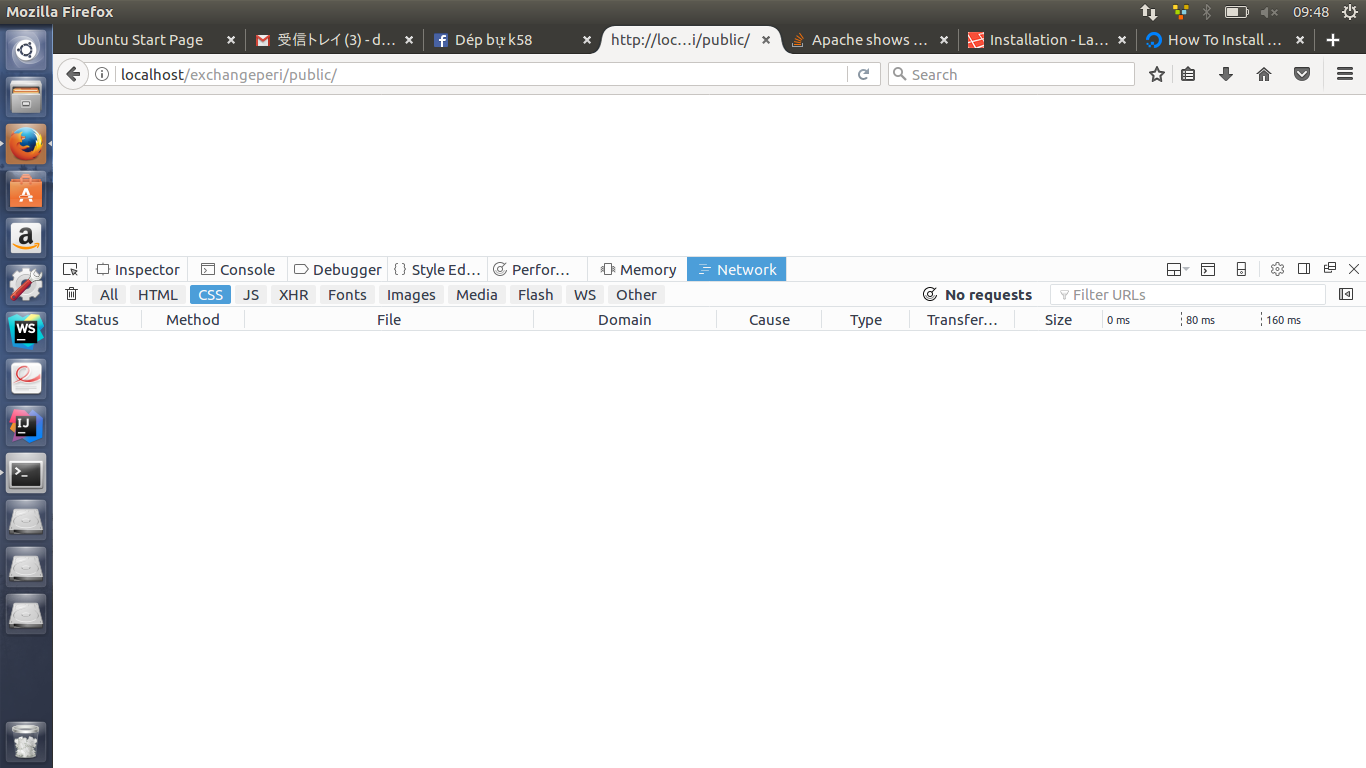 Mozilla Firefox
09:48
Ubuntu Start Page
受信トレイ (3) - d...
Dép bự k58
http://loc...i/public/
Apache shows ...
Installation - La...
How To Install ...
localhost/exchangeperi/public/
Search
Inspector
Console
Debugger
Style Ed...
Perfor...
Memory
Network
All
HTML
CSS
JS
XHR
Fonts
Images
Media
Flash
WS
Other
No requests
Filter URLs
Status
Method
File
Domain
Cause
Type
Transfer...
Size
0 ms
80 ms
160 ms
A
a
WS
IJ